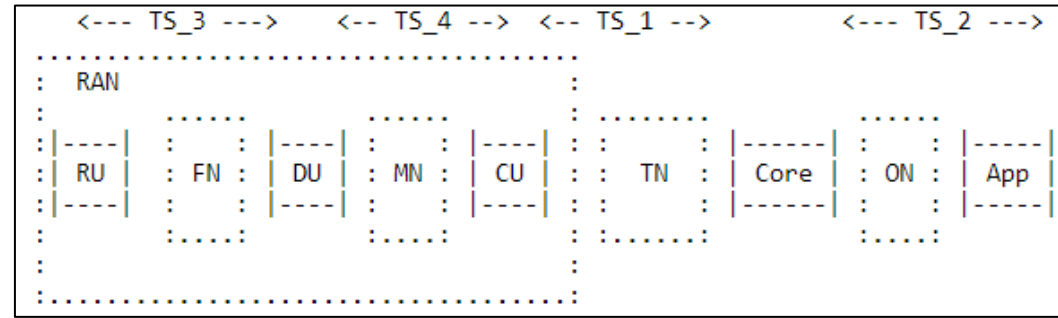 <--- TS_3 ---> <-- TS_4 --> <-- TS_1 --> <--- TS_2 --->
RAN
RU FN DU MN CU TN Core ON App